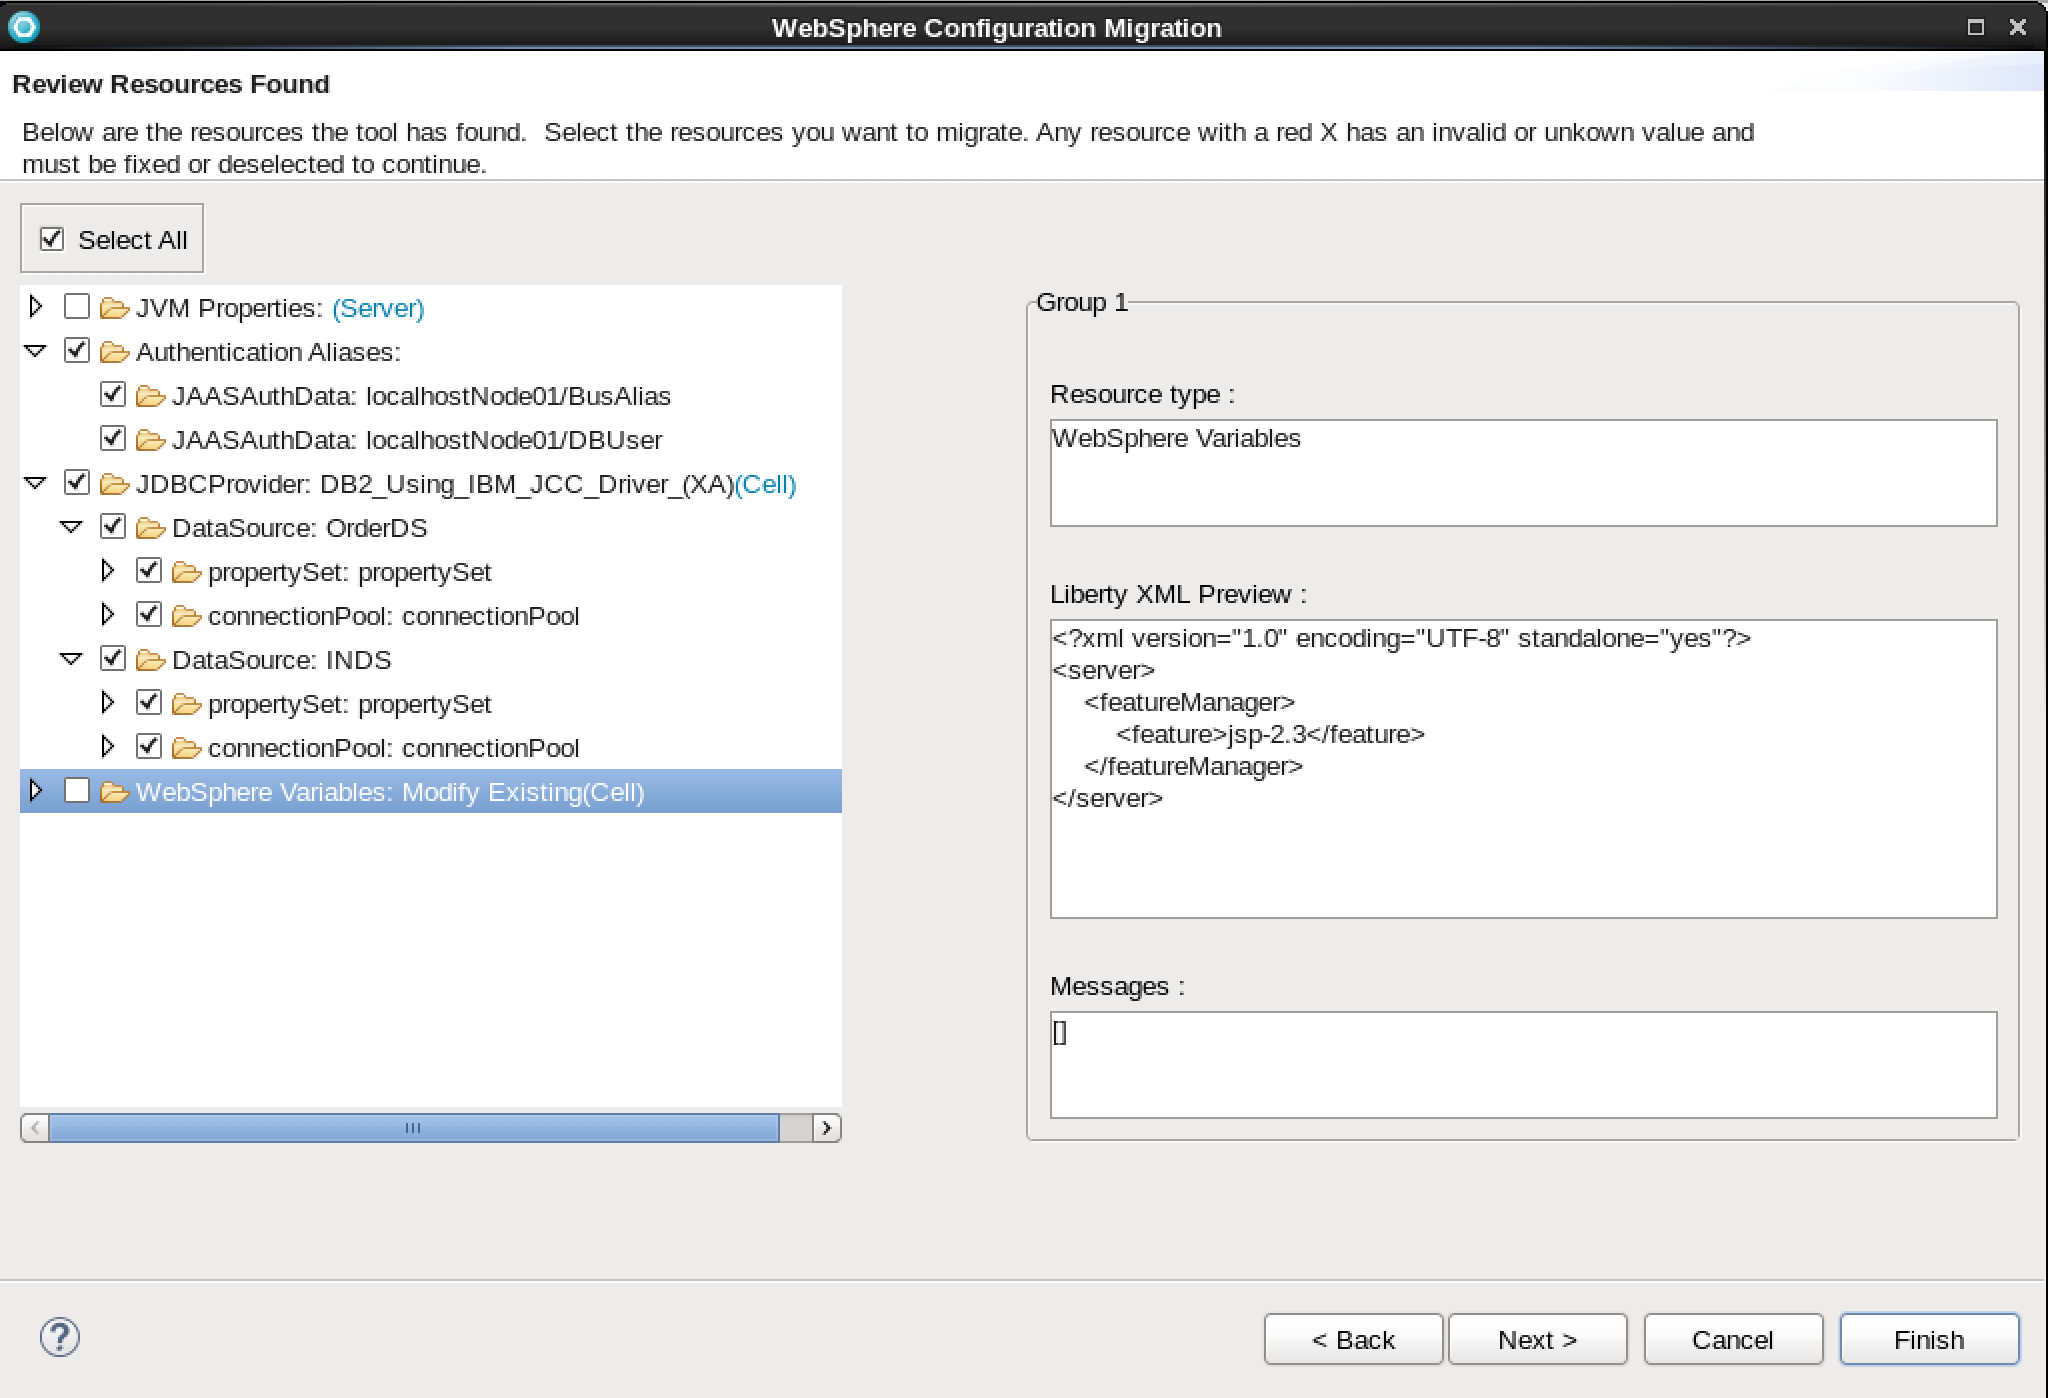 WebSphere Configuration Migration
Review Resources Found
Below are the resources the tool has found.  Select the resources you want to migrate. Any resource with a red X has an invalid or unkown value and
must be fixed or deselected to continue.
Select All
JVM Properties: (Server)
Authentication Aliases:
JAASAuthData: localhostNode01/BusAlias
JAASAuthData: localhostNode01/DBUser
JDBCProvider: DB2_Using_IBM_JCC_Driver_(XA)(Cell)
DataSource: OrderDS
propertySet: propertySet
connectionPool: connectionPool
DataSource: INDS
propertySet: propertySet
connectionPool: connectionPool
WebSphere Variables: Modify Existing(Cell)
Group 1
Resource type :
WebSphere Variables
Liberty XML Preview :
<?xml version="1.0" encoding="UTF-8" standalone="yes"?>
<server>
    <featureManager>
        <feature>jsp-2.3</feature>
    </featureManager>
</server>
Messages :
[]
?
< Back
Next >
Cancel
Finish